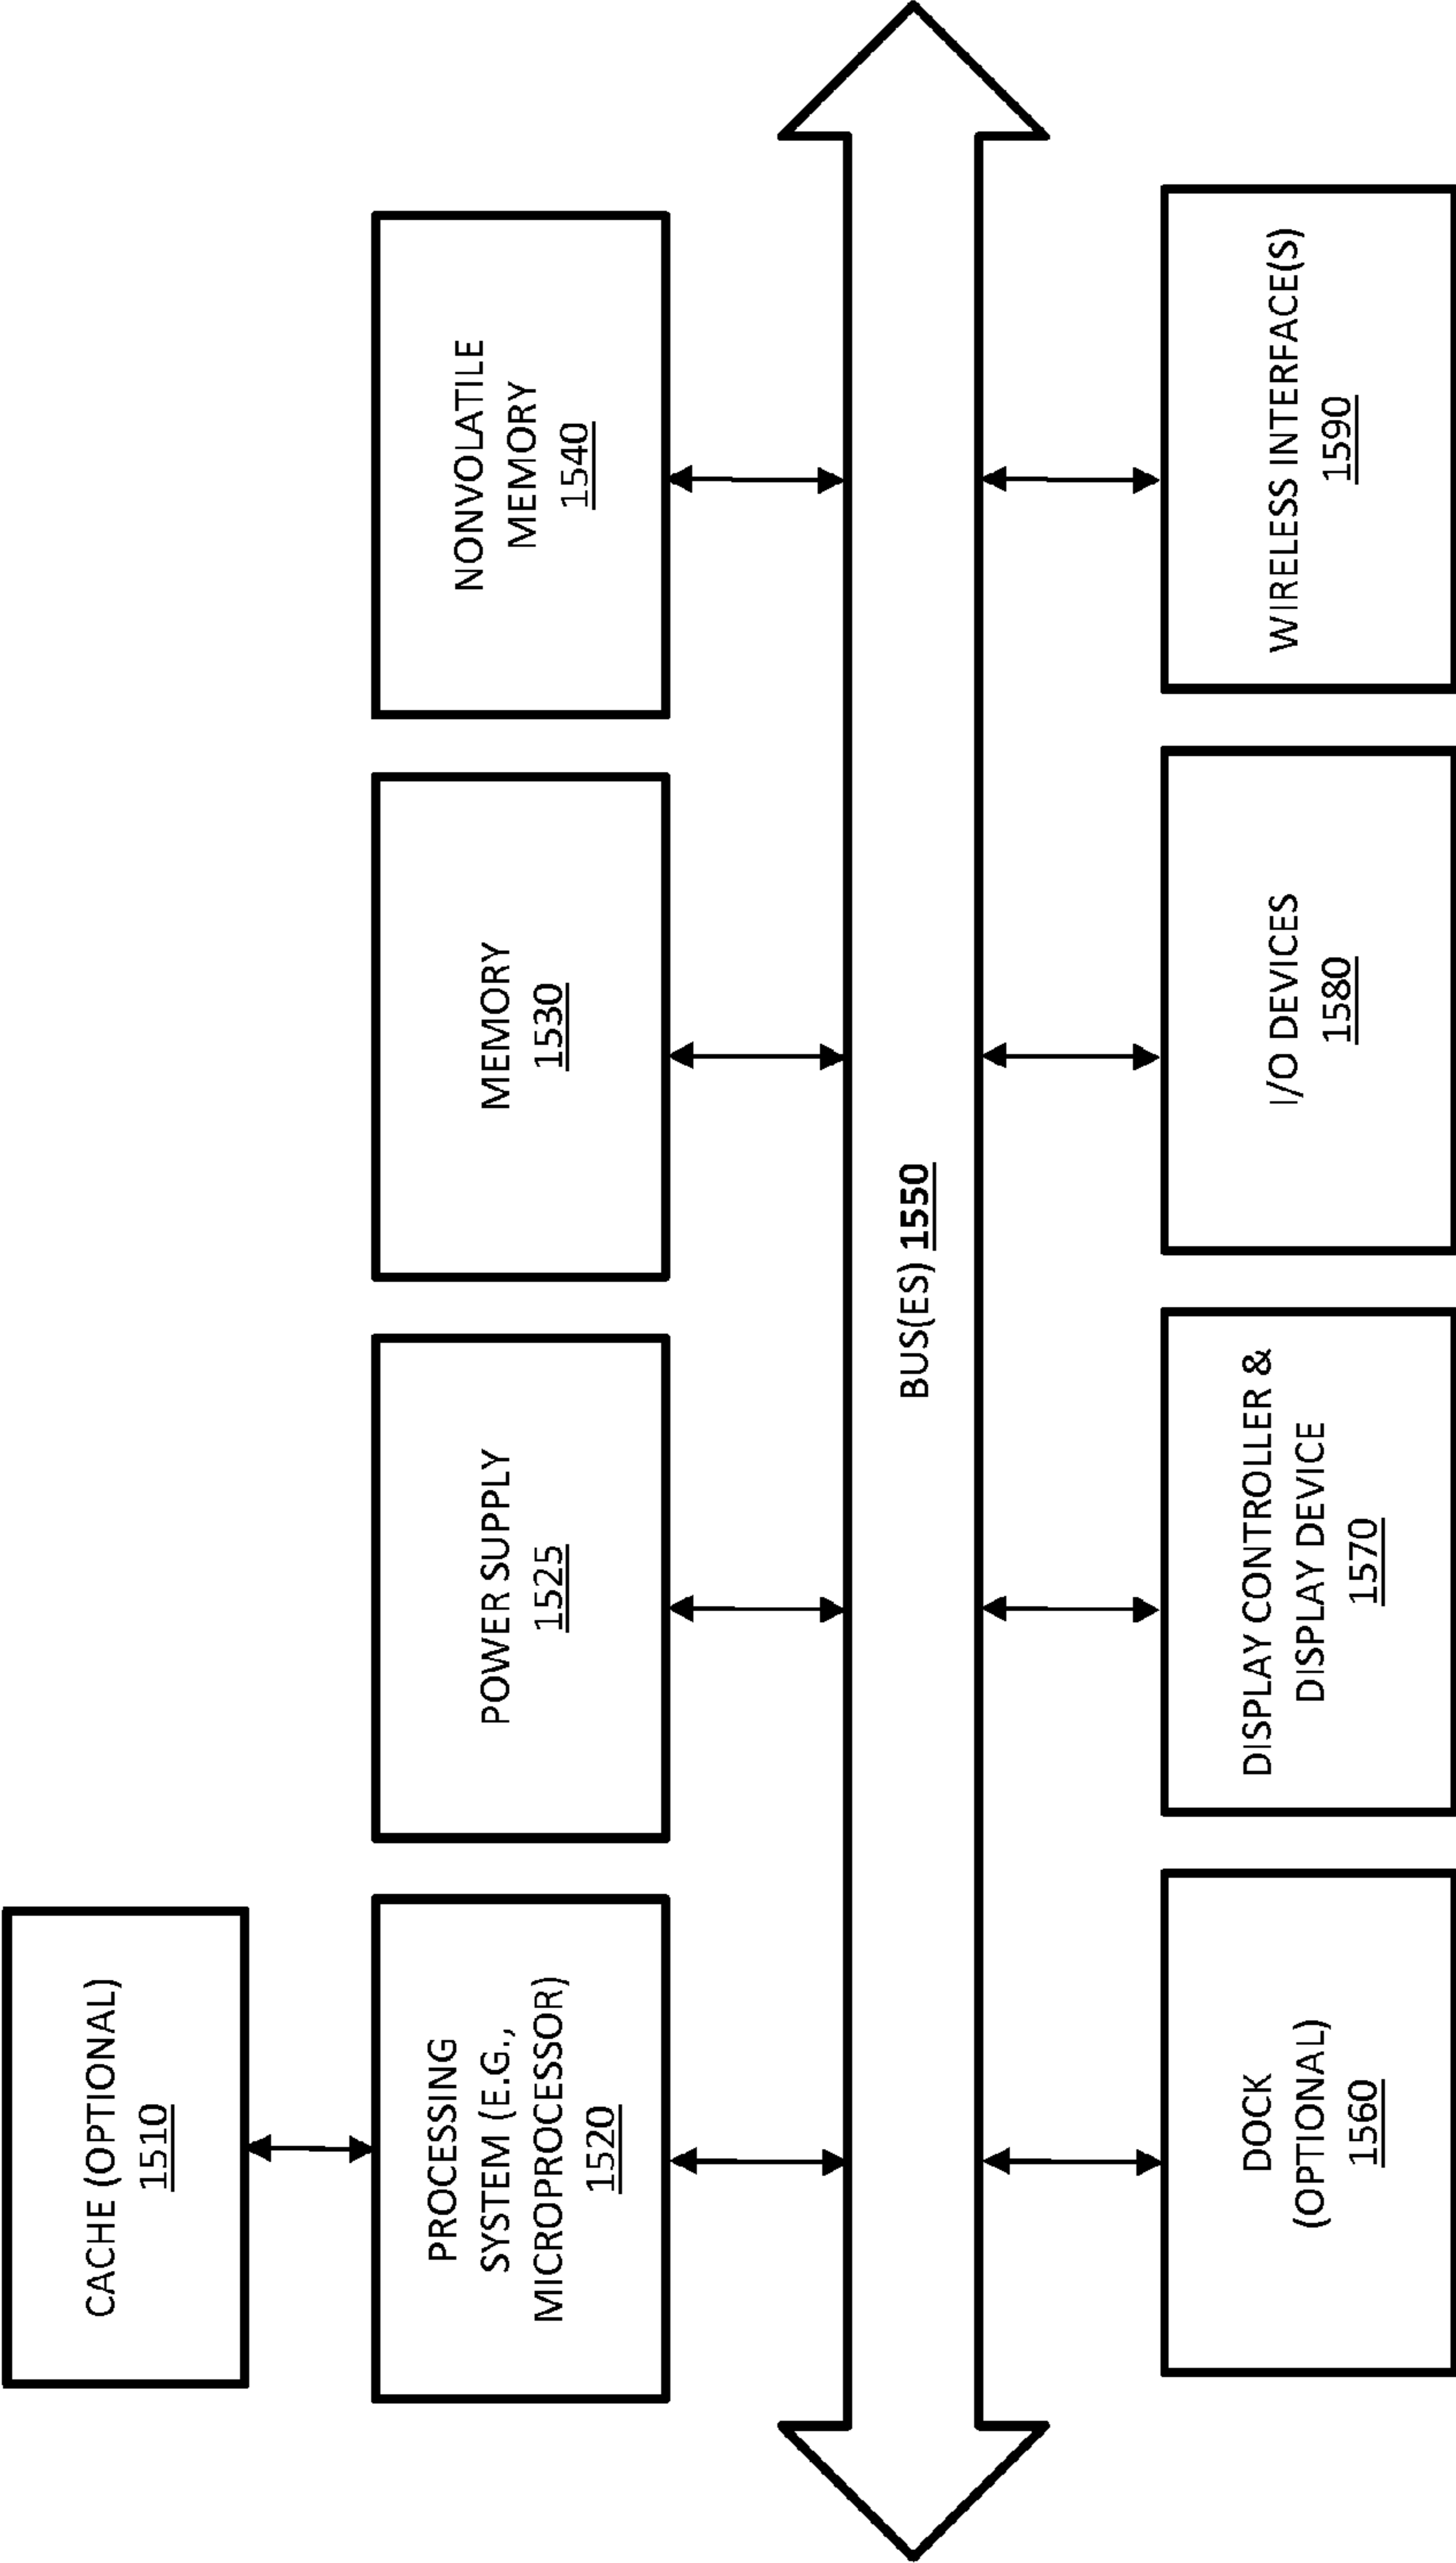 CACHE (OPTIONAL)
1510
PROCESSING
SYSTEM (E.G.,
MICROPROCESSOR)
1520
POWER SUPPLY
1525
MEMORY
1530
NONVOLATILE
MEMORY
1540
BUS(ES) 1550
DOCK
(OPTIONAL)
1560
DISPLAY CONTROLLER &
DISPLAY DEVICE
1570
I/O DEVICES
1580
WIRELESS INTERFACE(S)
1590